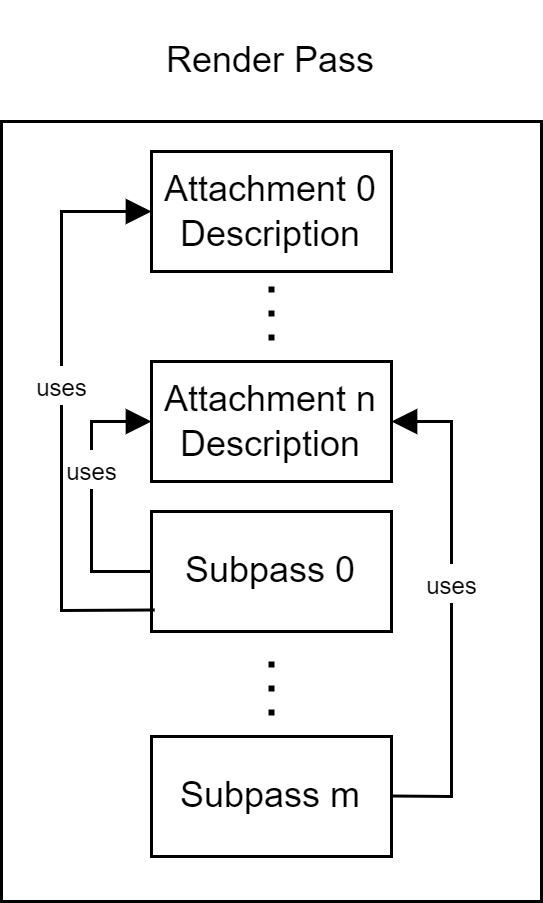 Render Pass
Attachment 0
Description
uses
Attachment n
Description
uses
Subpass 0
uses
Subpass m